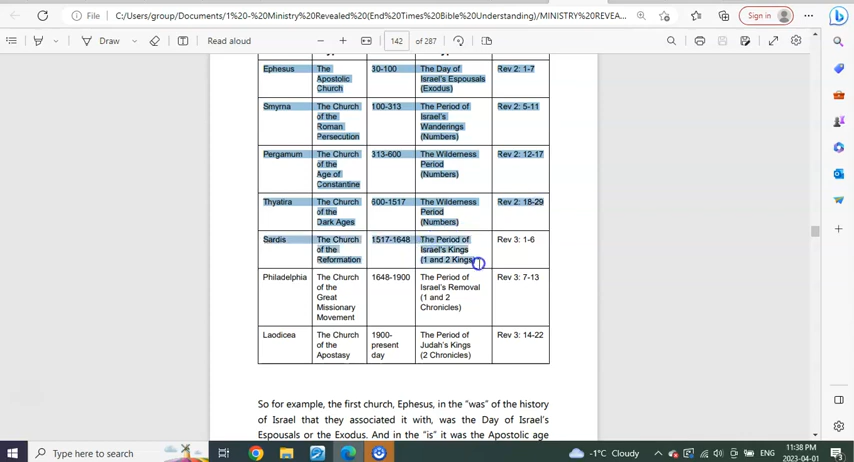 File
C:/Users/group/Documents/1%20-%20Ministry%20Revealed%20(End%20Times%20Bible%20Understanding)/MINISTRY%20REVEA...
Sign in
Draw
Read aloud
142
of 287
Ephesus The 30-100 The Day of Rev 2: 1-7
Apostolic Israel's Espousals
Church (Exodus)
Smyrna The Church 100-313 The Period of Rev 2: 5-11
of the Israel's
Roman Wanderings
Persecution (Numbers)
Pergamum The Church 313-600 The Wilderness Rev 2: 12-17
of the Period
Age of (Numbers)
Constantine
Thyatira The Church 600-1517 The Wilderness Rev 2: 18-29
of the Period
Dark Ages (Numbers)
Sardis The Church 1517-1648 The Period of Rev 3: 1-6
of the Israel's Kings
Reformation (1 and 2 Kings)
Philadelphia The Church 1648-1900 The Period of Rev 3: 7-13
of the Israel's Removal
Great (1 and 2
Missionary Chronicles)
Movement
Laodicea The Church 1900- The Period of Rev 3: 14-22
of the present Judah's Kings
Apostasy day (2 Chronicles)
So for example, the first church, Ephesus, in the "was" of the history
of Israel that they associated it with, was the Day of Israel's
Espousals or the Exodus. And in the "is" it was the Apostolic age
Type here to search
-1°C Cloudy
ENG
11:38 PM
2023-04-01